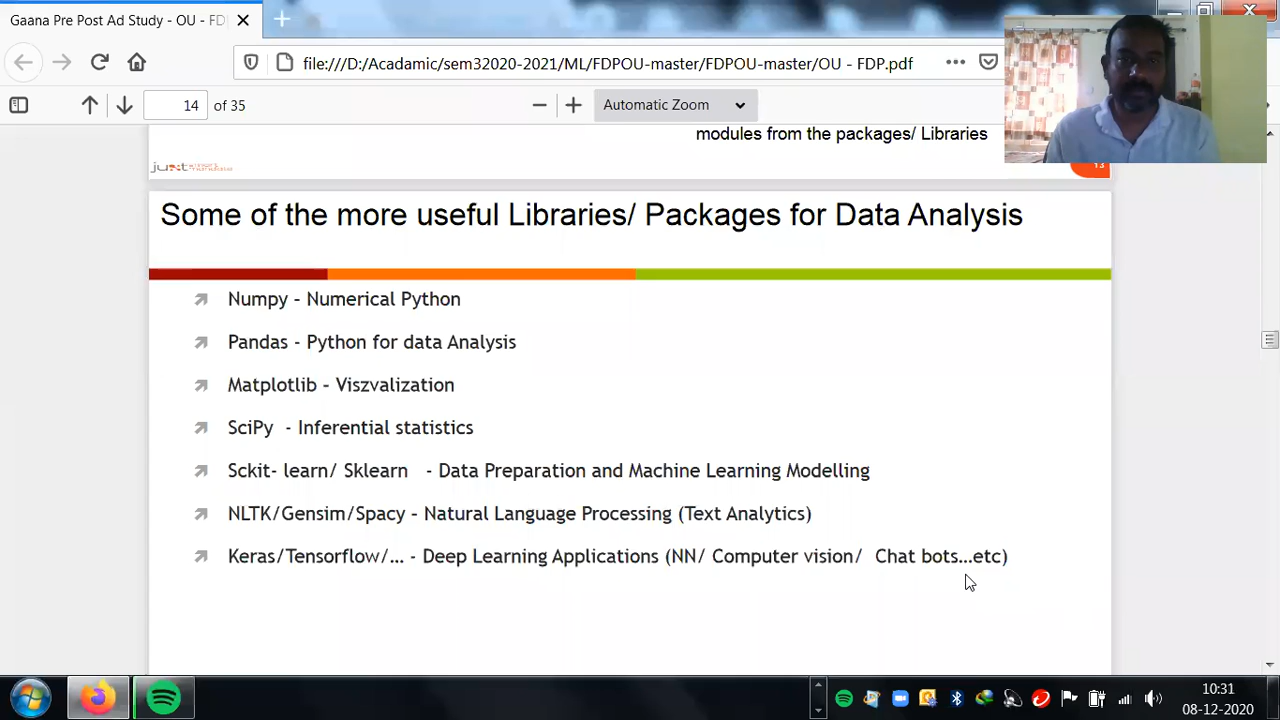 Gaana Pre Post Ad Study - OU - FD
file:///D:/Acadamic/sem32020-2021/ML/FDPOU-master/FDPOU-master/OU - FDP.pdf
14 of 35
Automatic Zoom
modules from the packages/ Libraries
just
13
Some of the more useful Libraries/ Packages for Data Analysis
Numpy - Numerical Python
Pandas - Python for data Analysis
Matplotlib - Viszvalization
SciPy - Inferential statistics
Sckit- learn/ Sklearn - Data Preparation and Machine Learning Modelling
NLTK/Gensim/Spacy - Natural Language Processing (Text Analytics)
Keras/Tensorflow/... - Deep Learning Applications (NN/ Computer vision/ Chat bots...etc)
10:31
08-12-2020